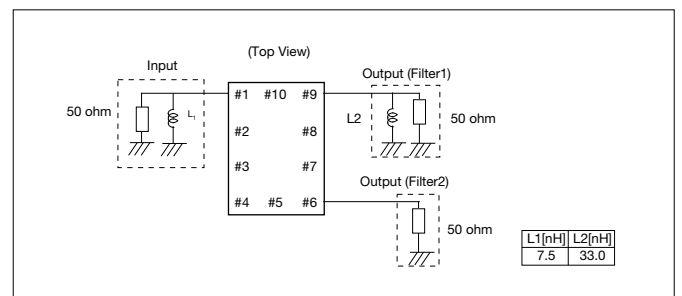 (Top View)
Input
Output (Filter1)
#1 #10 #9
50 ohm
L1
L2
50 ohm
#2 #8
#3 #7
Output (Filter2)
#4 #5 #6
50 ohm
L1[nH] L2[nH]
7.5 33.0